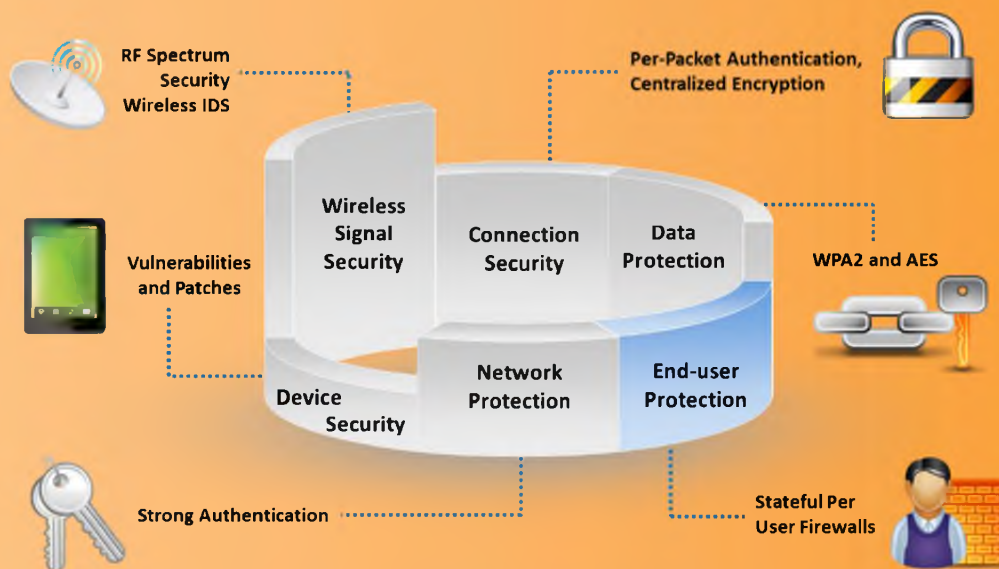 RF Spectrum
Security
Wireless IDS
Per-Packet Authentication,
Centralized Encryption
Wireless
Signal
Security
Connection
Security
Data
Protection
Vulnerabilities
and Patches
WPA2 and AES
Device
Security
Network
Protection
End-user
Protection
Strong Authentication
Stateful Per
User Firewalls